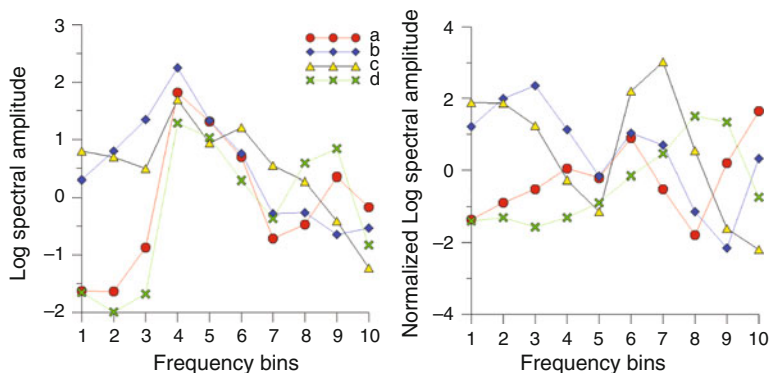 3
2
1
0
−1
−2
Log spectral amplitude
a
b
c
d
1 2 3 4 5 6 7 8 9 10
Frequency bins
4
2
0
−2
−4
Normalized Log spectral amplitude
1 2 3 4 5 6 7 8 9 10
Frequency bins